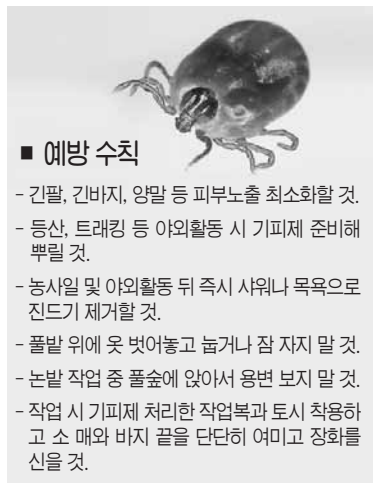 ■ 예방 수칙
- 긴팔, 긴바지, 양말 등 피부노출 최소화할 것.
- 등산, 트래킹 등 야외활동 시 기피제 준비해
뿌릴 것.
- 농사일 및 야외활동 뒤 즉시 샤워나 목욕으로
진드기 제거할 것.
- 풀밭 위에 옷 벗어놓고 눕거나 잠 자지 말 것.
- 논밭 작업 중 풀숲에 앉아서 용변 보지 말 것.
- 작업 시 기피제 처리한 작업복과 토시 착용하
고 소 매와 바지 끝을 단단히 여미고 장화를
신을 것.